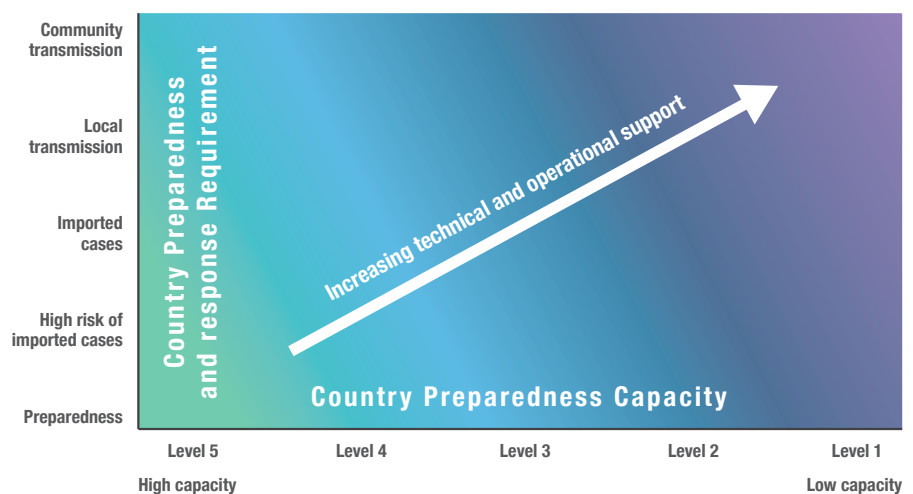 Community
transmission
Local
transmission
Imported
cases
High risk of
imported cases
Preparedness
Country Preparedness
and response Requirement
Increasing technical and operational support
Country Preparedness Capacity
Level 5
Level 4
Level 3
Level 2
Level 1
High capacity
Low capacity